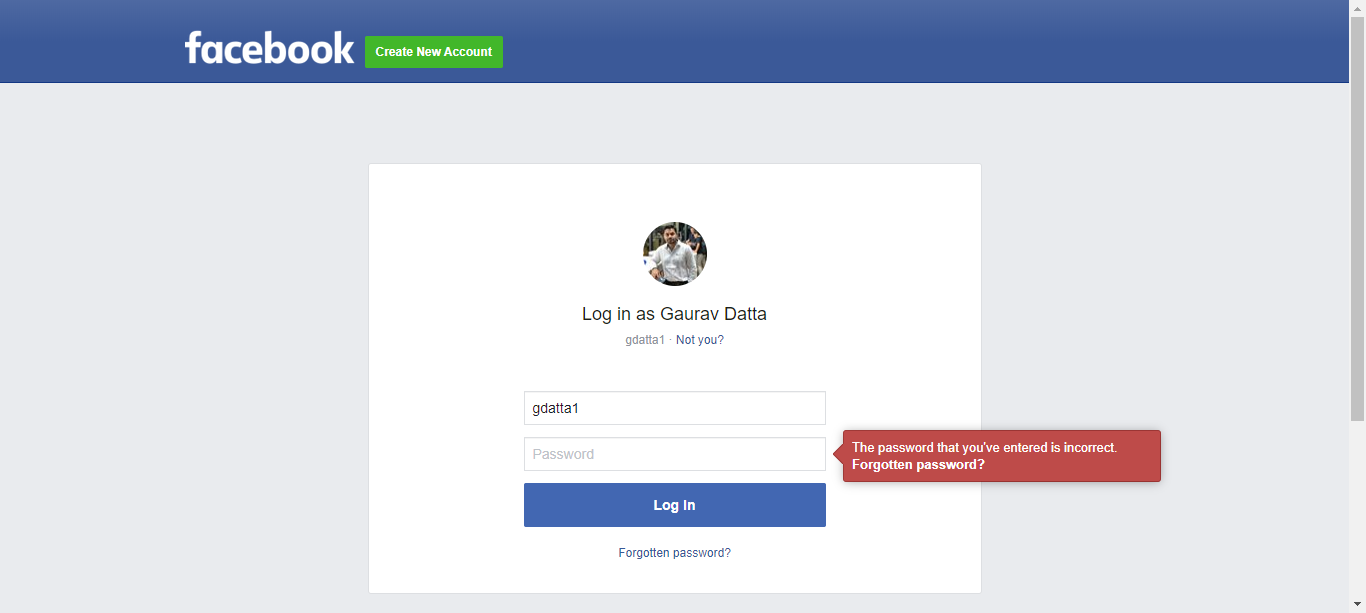 facebook
Create New Account
Log in as Gaurav Datta
gdatta1 · Not you?
gdatta1
Password
The password that you've entered is incorrect.
Forgotten password?
Log In
Forgotten password?